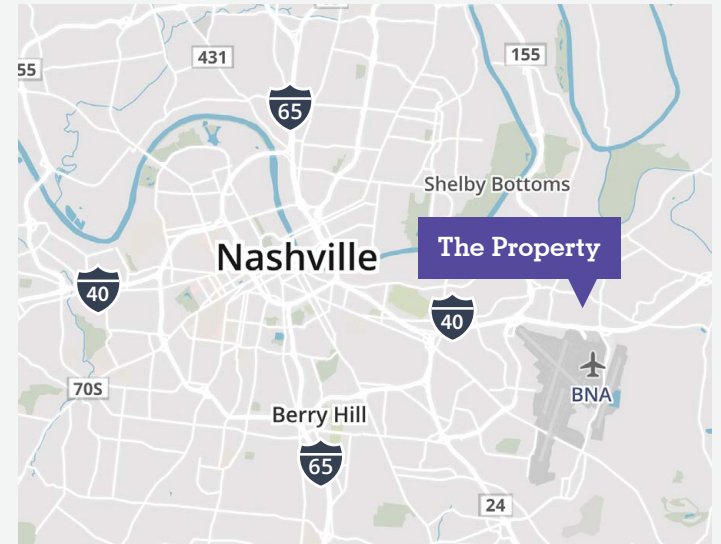 431
155
55
65
Shelby Bottoms
The Property
Nashville
40
40
70S
BNA
Berry Hill
65
24